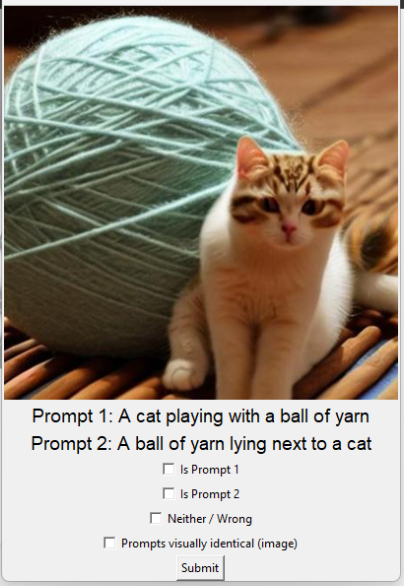 Prompt 1: A cat playing with a ball of yarn
Prompt 2: A ball of yarn lying next to a cat
Is Prompt 1
Is Prompt 2
Neither / Wrong
Prompts visually identical (image)
Submit